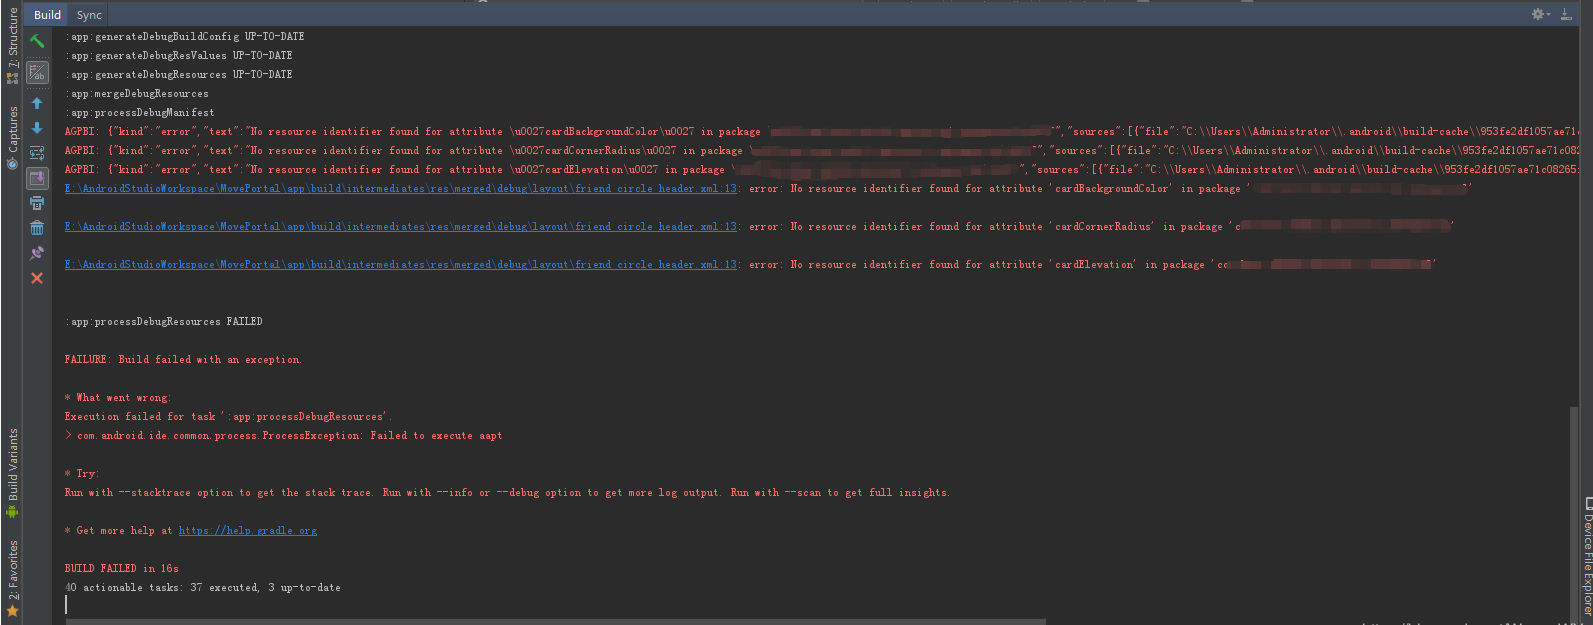 Build Sync
:app:generateDebugBuildConfig UP-TO-DATE
:app:generateDebugResValues UP-TO-DATE
:app:generateDebugResources UP-TO-DATE
:app:mergeDebugResources
:app:processDebugManifest
AGPBI: {"kind":"error","text":"No resource identifier found for attribute \u0027cardBackgroundColor\u0027 in package ","sources":[{"file":"C:\\Users\\Administrator\\.android\\build-cache\\953fe2df1057ae71c
AGPBI: {"kind":"error","text":"No resource identifier found for attribute \u0027cardCornerRadius\u0027 in package \ ","sources":[{"file":"C:\\Users\\Administrator\\.android\\build-cache\\953fe2df1057ae71c082
AGPBI: {"kind":"error","text":"No resource identifier found for attribute \u0027cardElevation\u0027 in package \ ","sources":[{"file":"C:\\Users\\Administrator\\.android\\build-cache\\953fe2df1057ae71c08265
E:\AndroidStudioWorkspace\MovePortal\app\build\intermediates\res\merged\debug\layout\friend_circle_header.xml:13: error: No resource identifier found for attribute 'cardBackgroundColor' in package '
E:\AndroidStudioWorkspace\MovePortal\app\build\intermediates\res\merged\debug\layout\friend_circle_header.xml:13: error: No resource identifier found for attribute 'cardCornerRadius' in package 'c '
E:\AndroidStudioWorkspace\MovePortal\app\build\intermediates\res\merged\debug\layout\friend_circle_header.xml:13: error: No resource identifier found for attribute 'cardElevation' in package 'co '
:app:processDebugResources FAILED
FAILURE: Build failed with an exception.
* What went wrong:
Execution failed for task ':app:processDebugResources'.
> com.android.ide.common.process.ProcessException: Failed to execute aapt
* Try:
Run with --stacktrace option to get the stack trace. Run with --info or --debug option to get more log output. Run with --scan to get full insights.
* Get more help at https://help.gradle.org
BUILD FAILED in 16s
40 actionable tasks: 37 executed, 3 up-to-date
7: Structure
Captures
Build Variants
2: Favorites
Device File Explorer